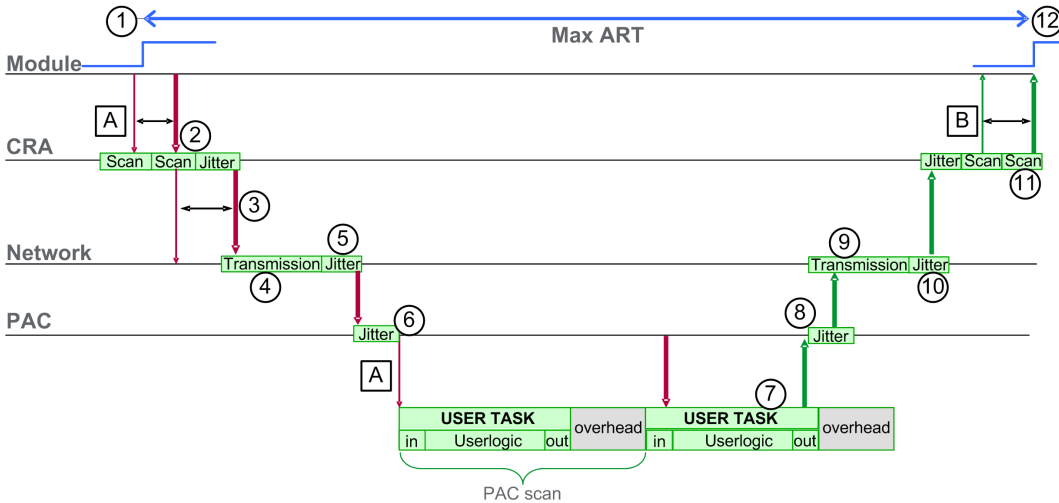 1
Max ART
12
Module
A
B
2
CRA
Scan Scan Jitter
Jitter Scan Scan
11
3
Network
5
9
Transmission Jitter
Transmission Jitter
4
10
PAC
6
8
Jitter
Jitter
A
7
USER TASK
overhead
USER TASK
overhead
in Userlogic out
in Userlogic out
PAC scan